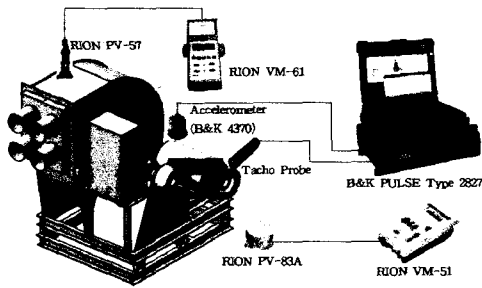 RION PV-57
RION VM-61
Accelerometer
(B&K 4370)
Tacho Probe
B&K PULSE Type 2827
RION PV-83A
RION VM-51